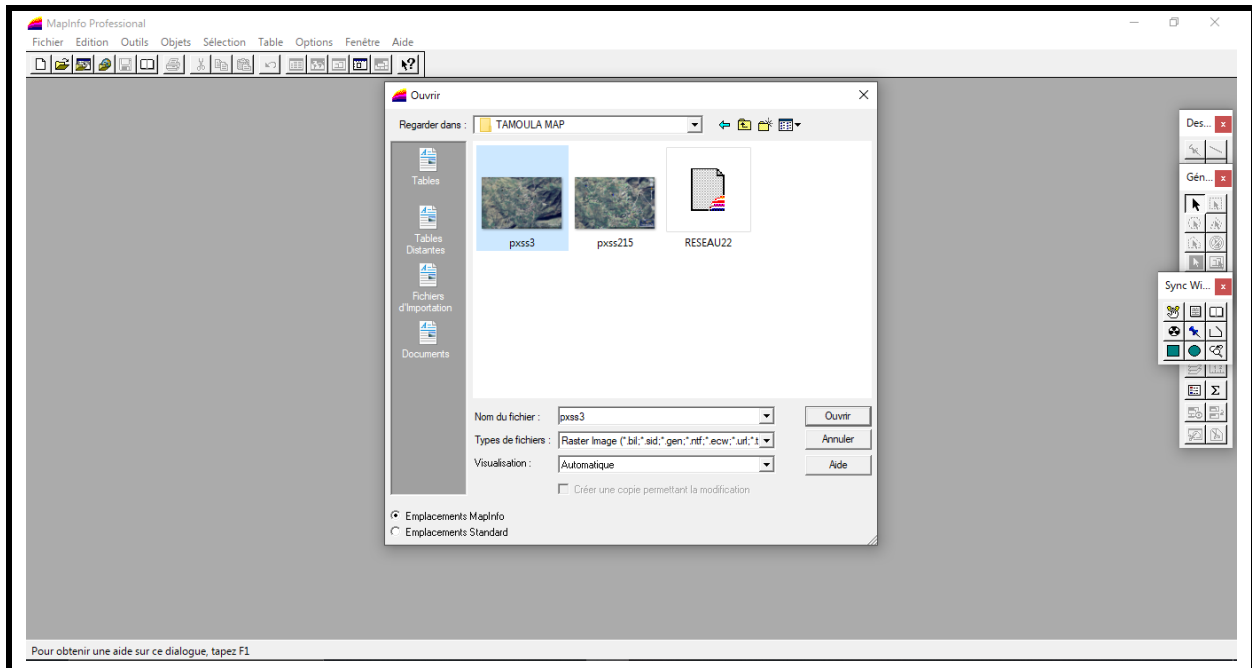 MapInfo Professional
Fichier Edition Outils Objets Sélection Table Options Fenêtre Aide
Ouvrir
Regarder dans : TAMOULA MAP
Tables
Tables
Distantes
Fichiers
d'Importation
Documents
pxss3 pxss215 RESEAU22
Nom du fichier : pxss3 Ouvrir
Types de fichiers : Raster Image (*.bil;*.sid;*.gen;*.ntf;*.ecw;*.url;*.t Annuler
Visualisation : Automatique Aide
Créer une copie permettant la modification
Emplacements MapInfo
Emplacements Standard
Des...
Gén...
Sync Wi...
Pour obtenir une aide sur ce dialogue, tapez F1